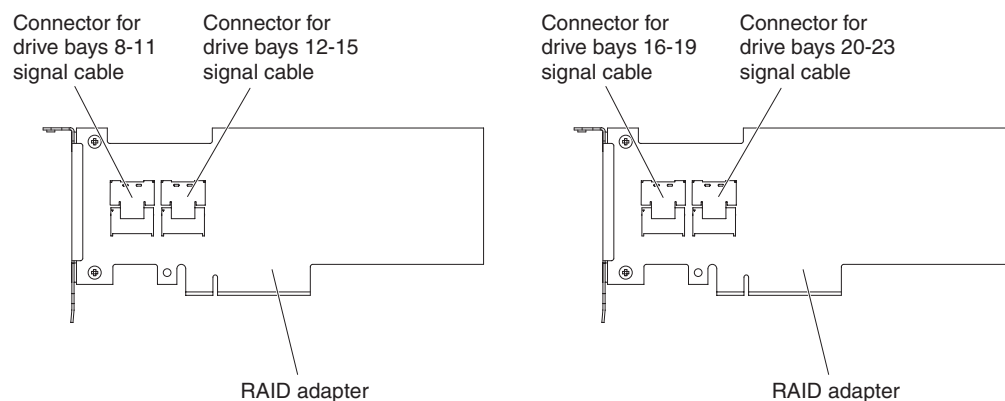 Connector for
drive bays 8-11
signal cable
Connector for
drive bays 12-15
signal cable
Connector for
drive bays 16-19
signal cable
Connector for
drive bays 20-23
signal cable
RAID adapter
RAID adapter